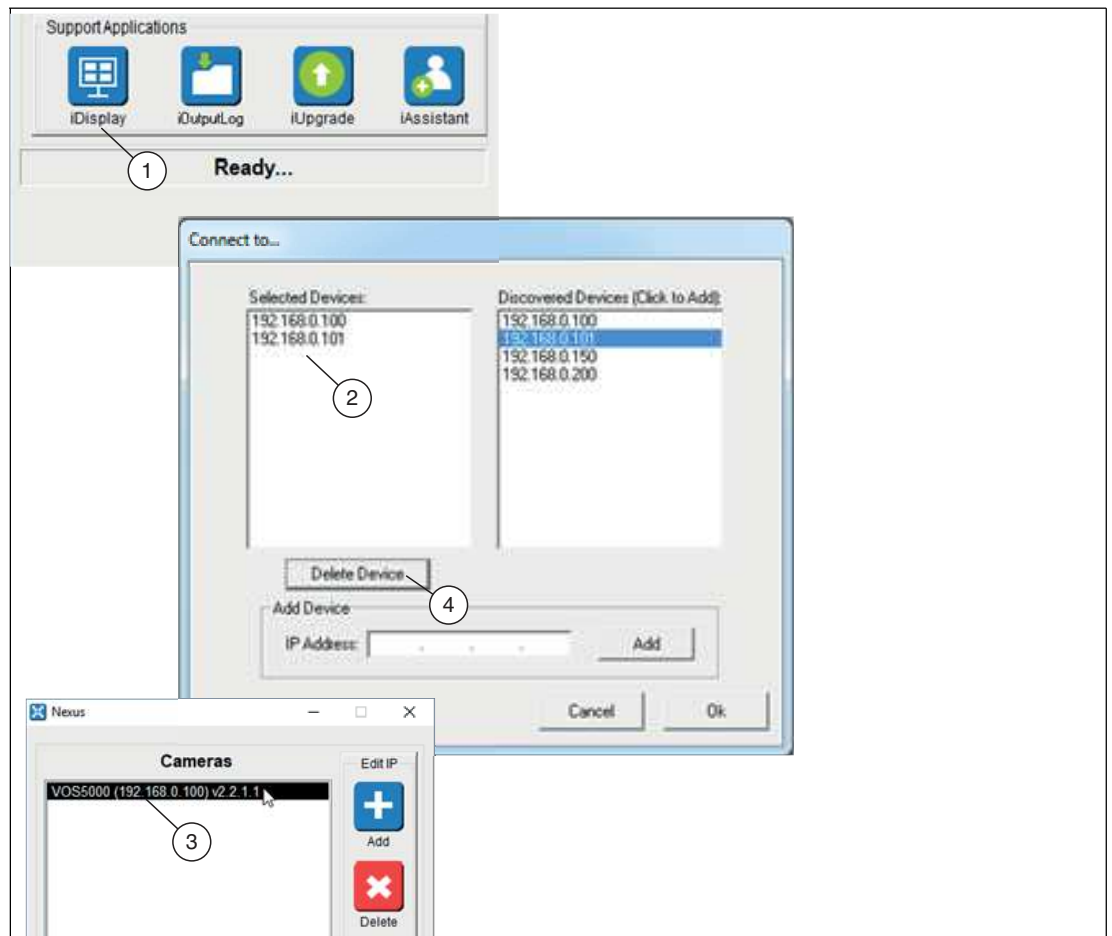 Support Applications
iDisplay iOutputLog iUpgrade iAssistant
1
Ready...
Connect to...
Selected Devices: Discovered Devices (Click to Add):
192.168.0.100 192.168.0.100
192.168.0.101 192.168.0.101
192.168.0.150
192.168.0.200
2
Delete Device
4
Add Device
IP Address: . . . Add
Cancel Ok
Nexus
Cameras Edit IP
VOS5000 (192.168.0.100) v2.2.1.1
3
Add
Delete